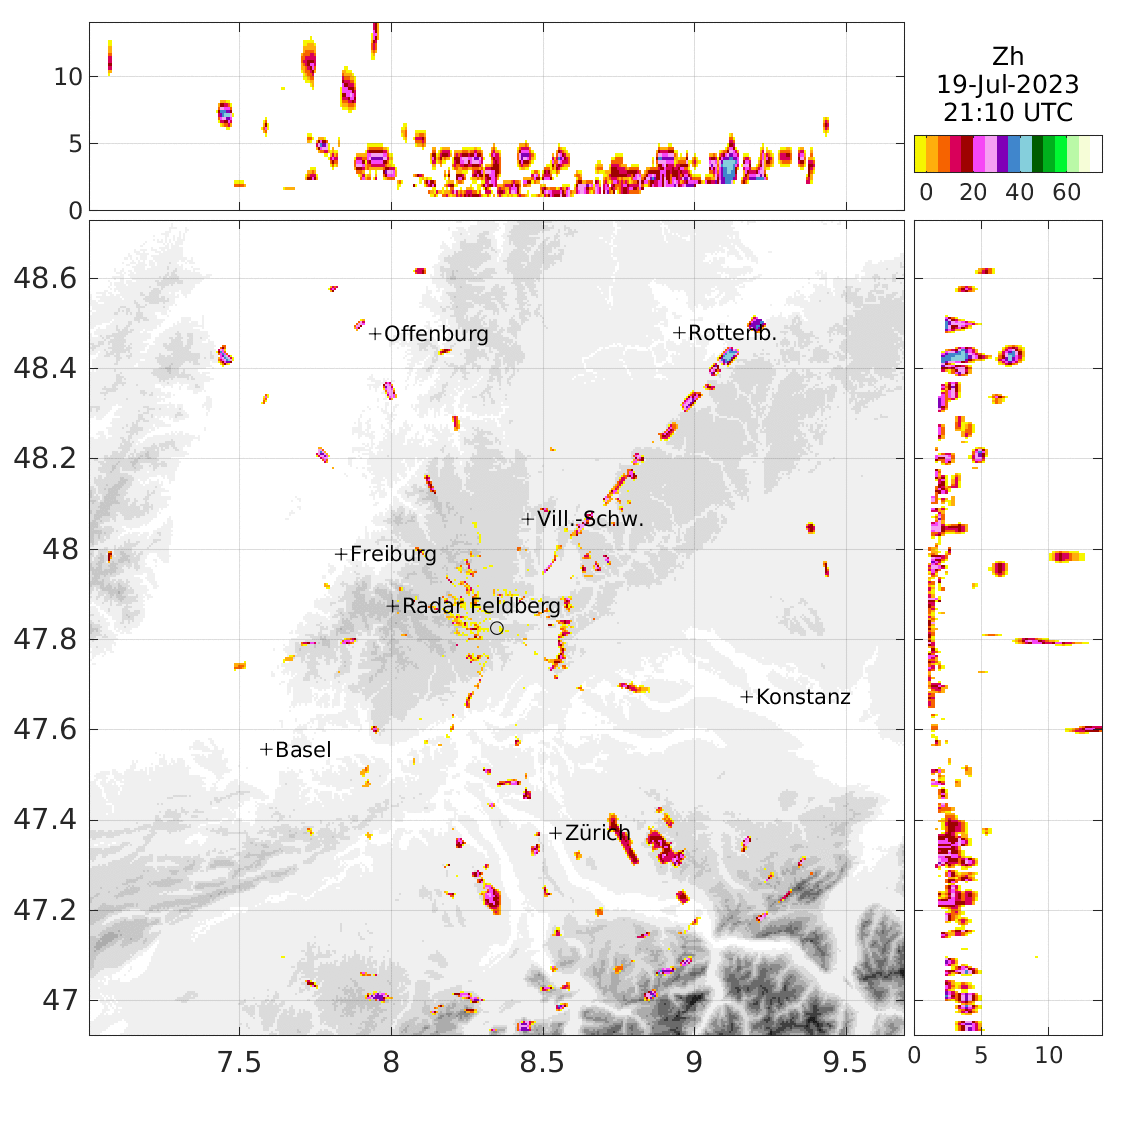 10
5
0
Zh
19-Jul-2023
21:10 UTC
0 20 40 60
48.6
48.4
48.2
48
47.8
47.6
47.4
47.2
47
+Offenburg
+Rottenb.
+Vill.-Schw.
+Freiburg
+Radar Feldberg
+Konstanz
+Basel
+Zürich
7.5 8 8.5 9 9.5
0 5 10